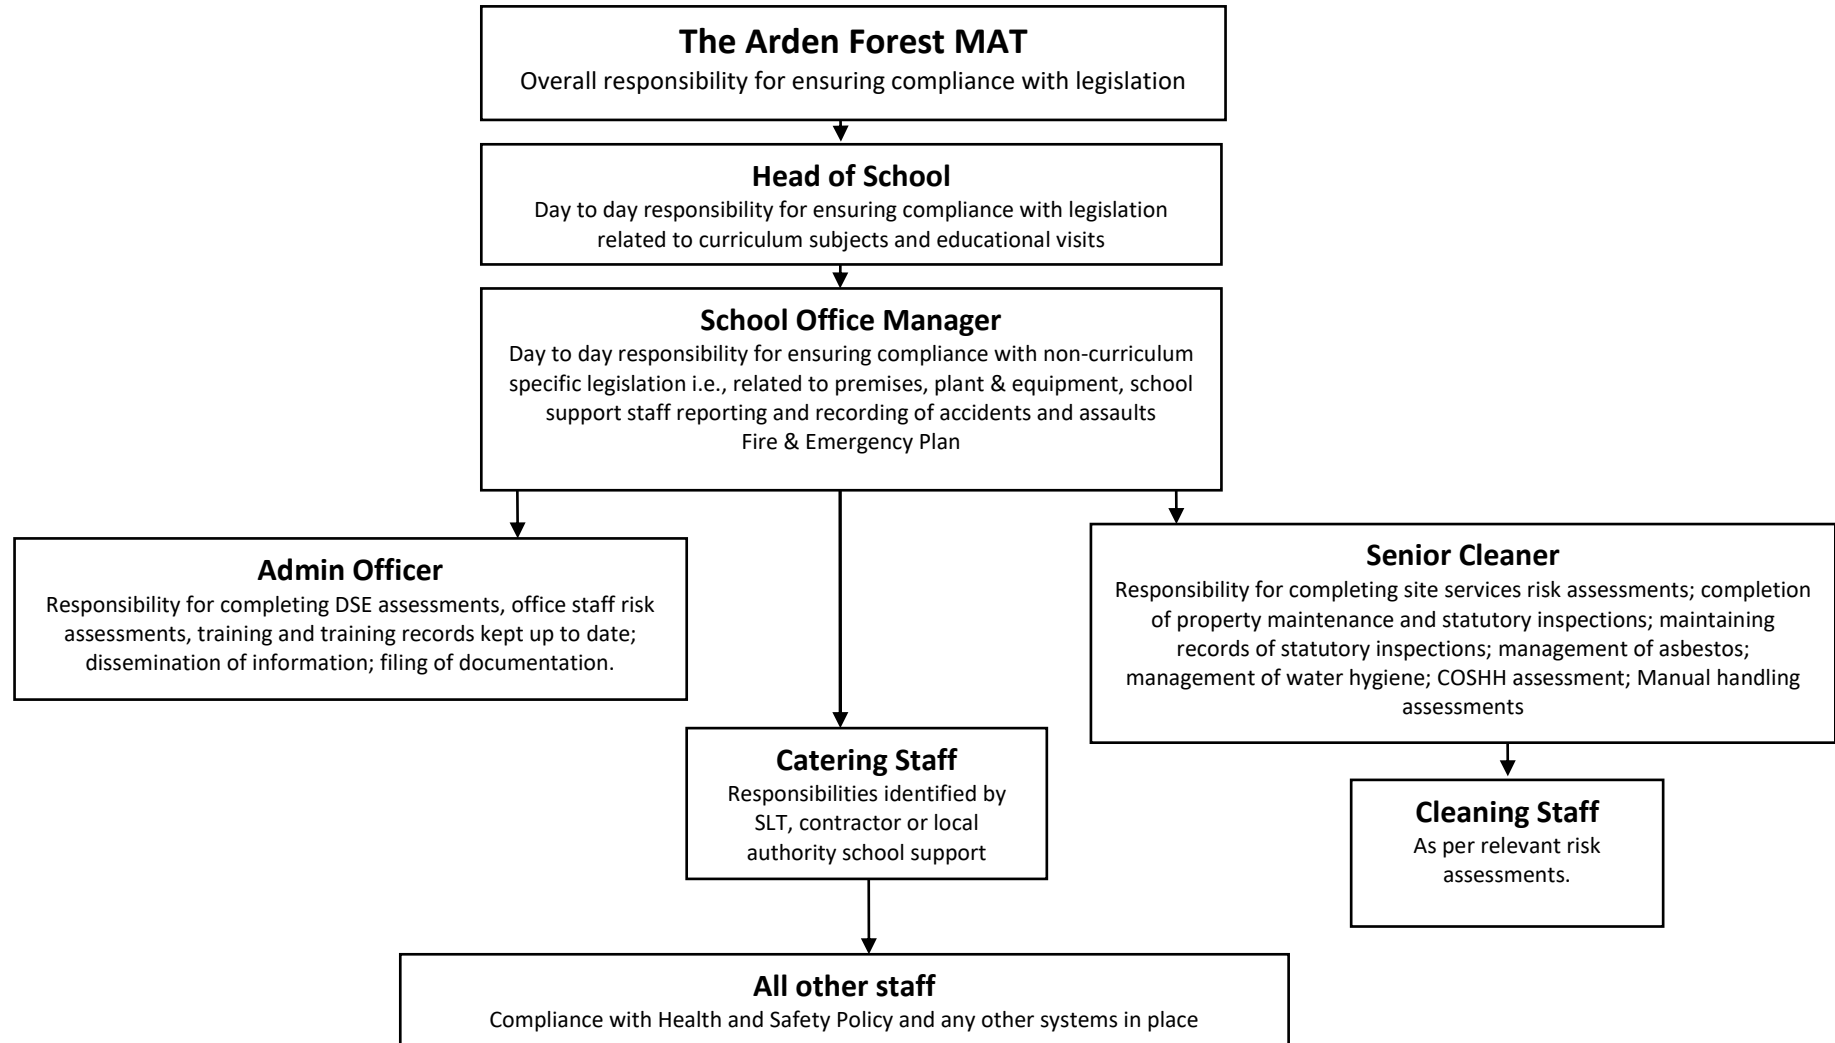 The Arden Forest MAT
Overall responsibility for ensuring compliance with legislation
Head of School
Day to day responsibility for ensuring compliance with legislation
related to curriculum subjects and educational visits
School Office Manager
Day to day responsibility for ensuring compliance with non-curriculum
specific legislation i.e., related to premises, plant & equipment, school
support staff reporting and recording of accidents and assaults
Fire & Emergency Plan
Admin Officer
Responsibility for completing DSE assessments, office staff risk
assessments, training and training records kept up to date;
dissemination of information; filing of documentation.
Senior Cleaner
Responsibility for completing site services risk assessments; completion
of property maintenance and statutory inspections; maintaining
records of statutory inspections; management of asbestos;
management of water hygiene; COSHH assessment; Manual handling
assessments
Catering Staff
Responsibilities identified by
SLT, contractor or local
authority school support
Cleaning Staff
As per relevant risk
assessments.
All other staff
Compliance with Health and Safety Policy and any other systems in place